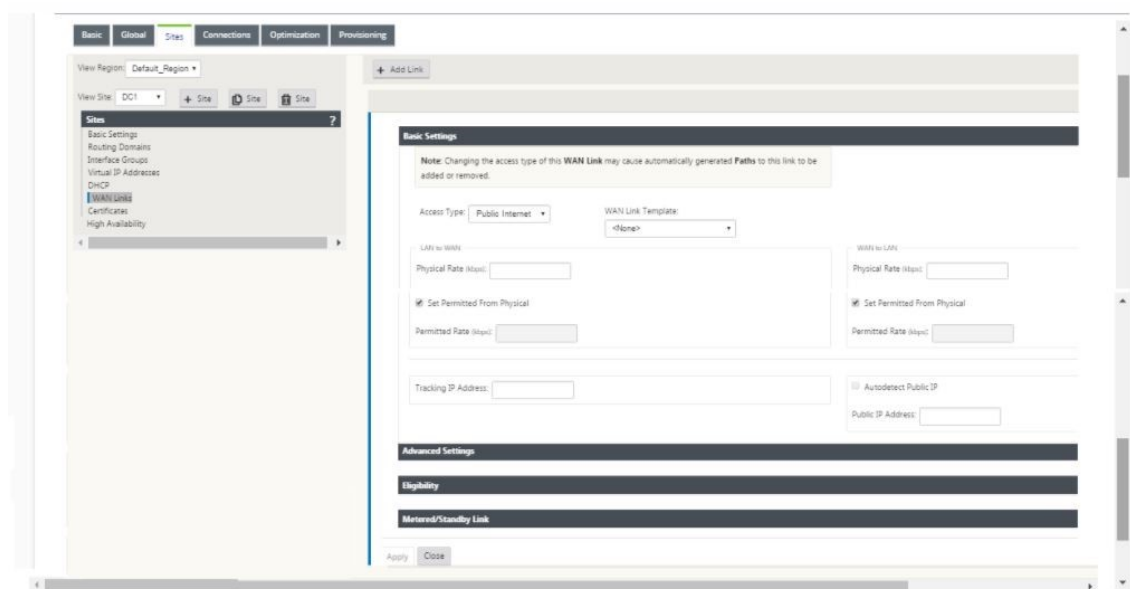 Basic Global Sites Connections Optimization Provisioning
View Region: Default_Region
+ Add Link
View Site: DC1 + Site Site Site
Sites ?
Basic Settings
Routing Domains
Interface Groups
Virtual IP Addresses
DHCP
WAN Links
Certificates
High Availability
Basic Settings
Note: Changing the access type of this WAN Link may cause automatically generated Paths to this link to be
added or removed.
Access Type: Public Internet
WAN Link Template:
<None>
LAN to WAN
Physical Rate (kbps):
Set Permitted From Physical
Permitted Rate (kbps):
WAN to LAN
Physical Rate (kbps):
Set Permitted From Physical
Permitted Rate (kbps):
Tracking IP Address:
Autodetect Public IP
Public IP Address:
Advanced Settings
Eligibility
Metered/Standby Link
Apply Close